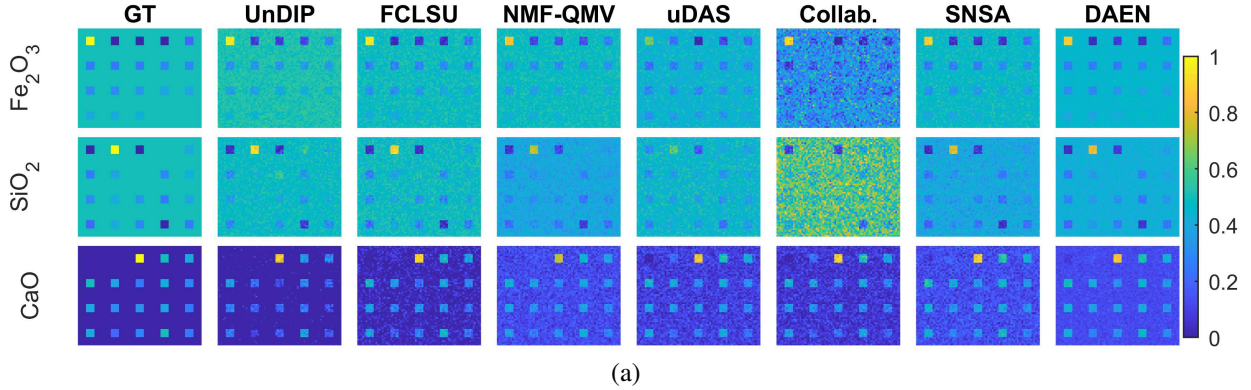 GT UnDIP FCLSU NMF-QMV uDAS Collab. SNSA DAEN
Fe₂O₃
SiO₂
CaO
1
0.8
0.6
0.4
0.2
0
(a)